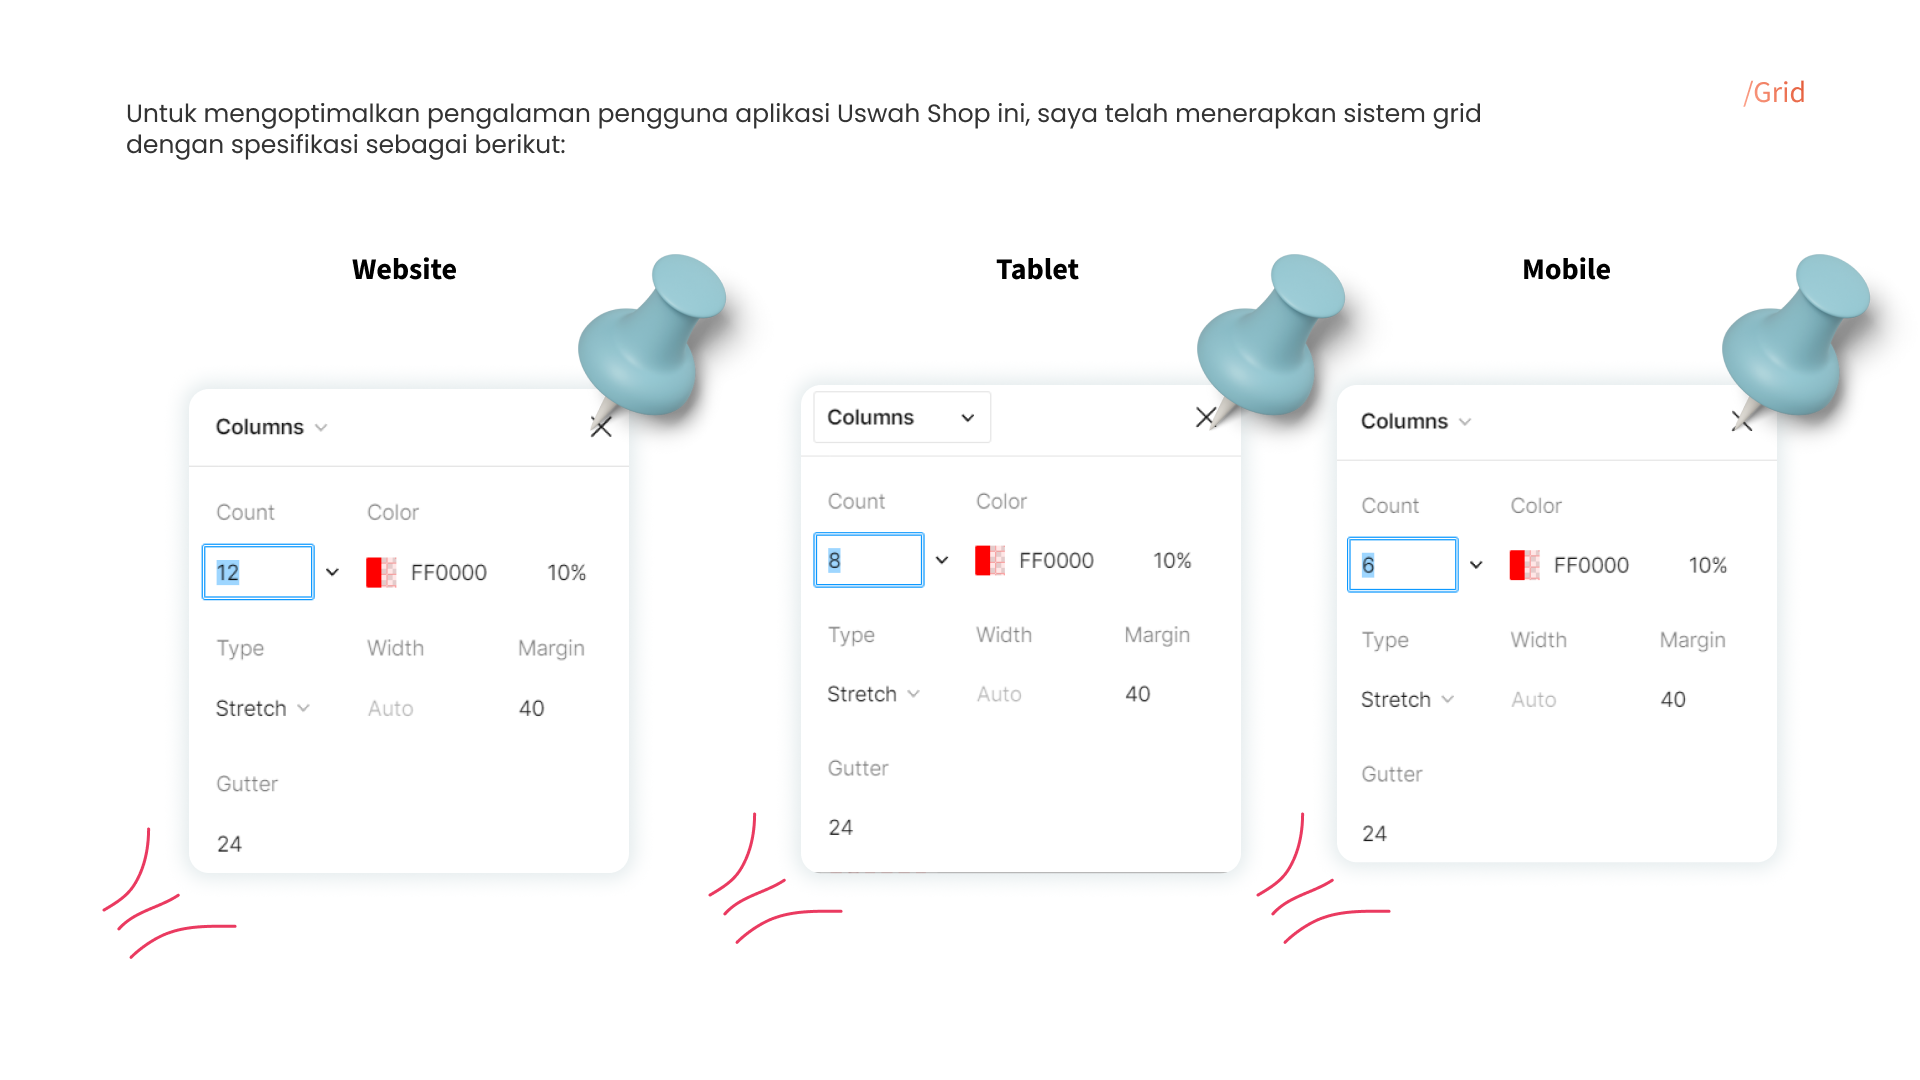 /Grid
Untuk mengoptimalkan pengalaman pengguna aplikasi Uswah Shop ini, saya telah menerapkan sistem grid
dengan spesifikasi sebagai berikut:
Website
Columns
Count Color
12 FF0000 10%
Type Width Margin
Stretch Auto 40
Gutter
24
Tablet
Columns
Count Color
8 FF0000 10%
Type Width Margin
Stretch Auto 40
Gutter
24
Mobile
Columns
Count Color
6 FF0000 10%
Type Width Margin
Stretch Auto 40
Gutter
24